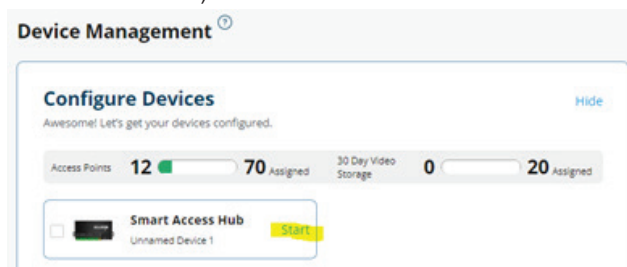 Device Management ?
Configure Devices
Hide
Awesome! Let's get your devices configured.
Access Points 12 70 Assigned 30 Day Video Storage 0 20 Assigned
Smart Access Hub
Start
Unnamed Device 1